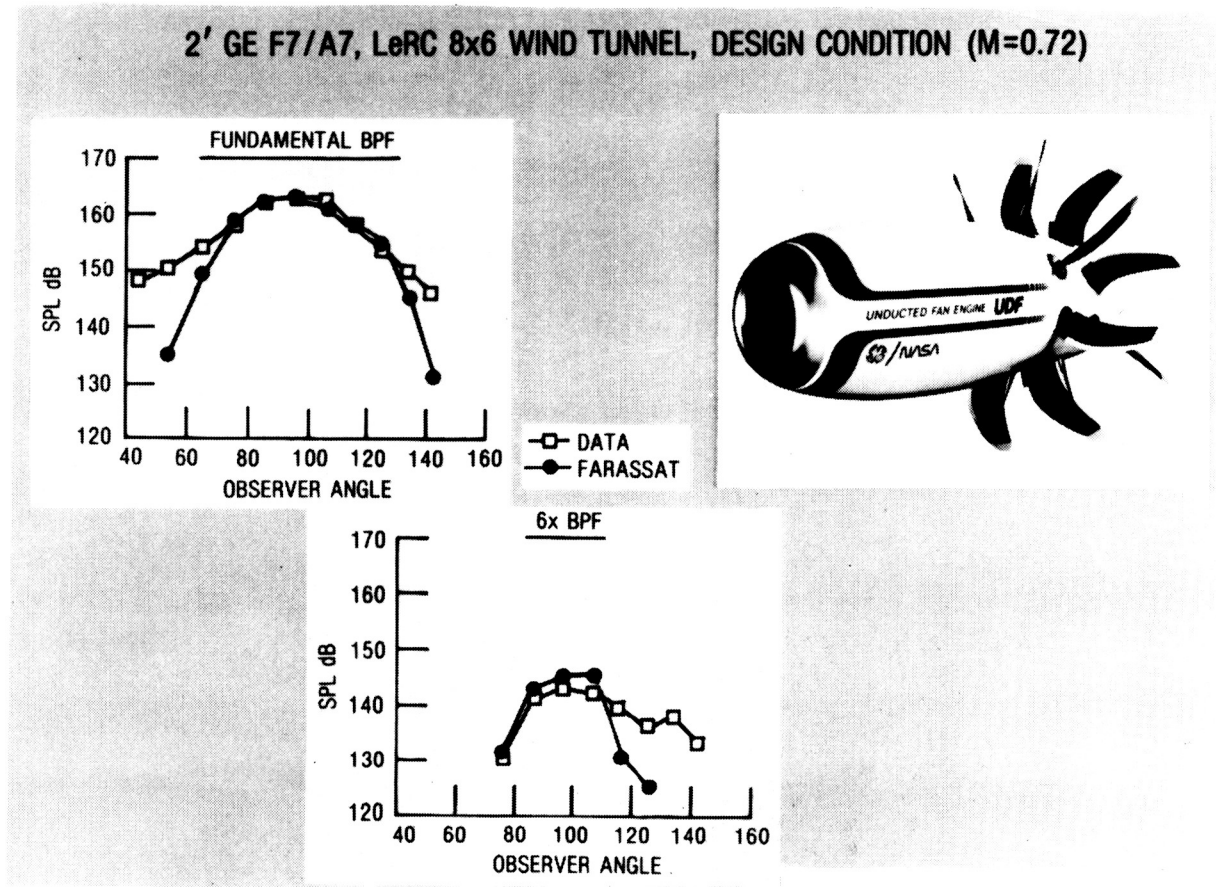 2' GE F7/A7, LeRC 8x6 WIND TUNNEL, DESIGN CONDITION (M=0.72)
FUNDAMENTAL BPF
170
160
150
140
130
120
SPL dB
40 60 80 100 120 140 160
OBSERVER ANGLE
DATA
FARASSAT
UNDUCTED FAN ENGINE UDF
/NASA
6x BPF
170
160
150
140
130
120
SPL dB
40 60 80 100 120 140 160
OBSERVER ANGLE